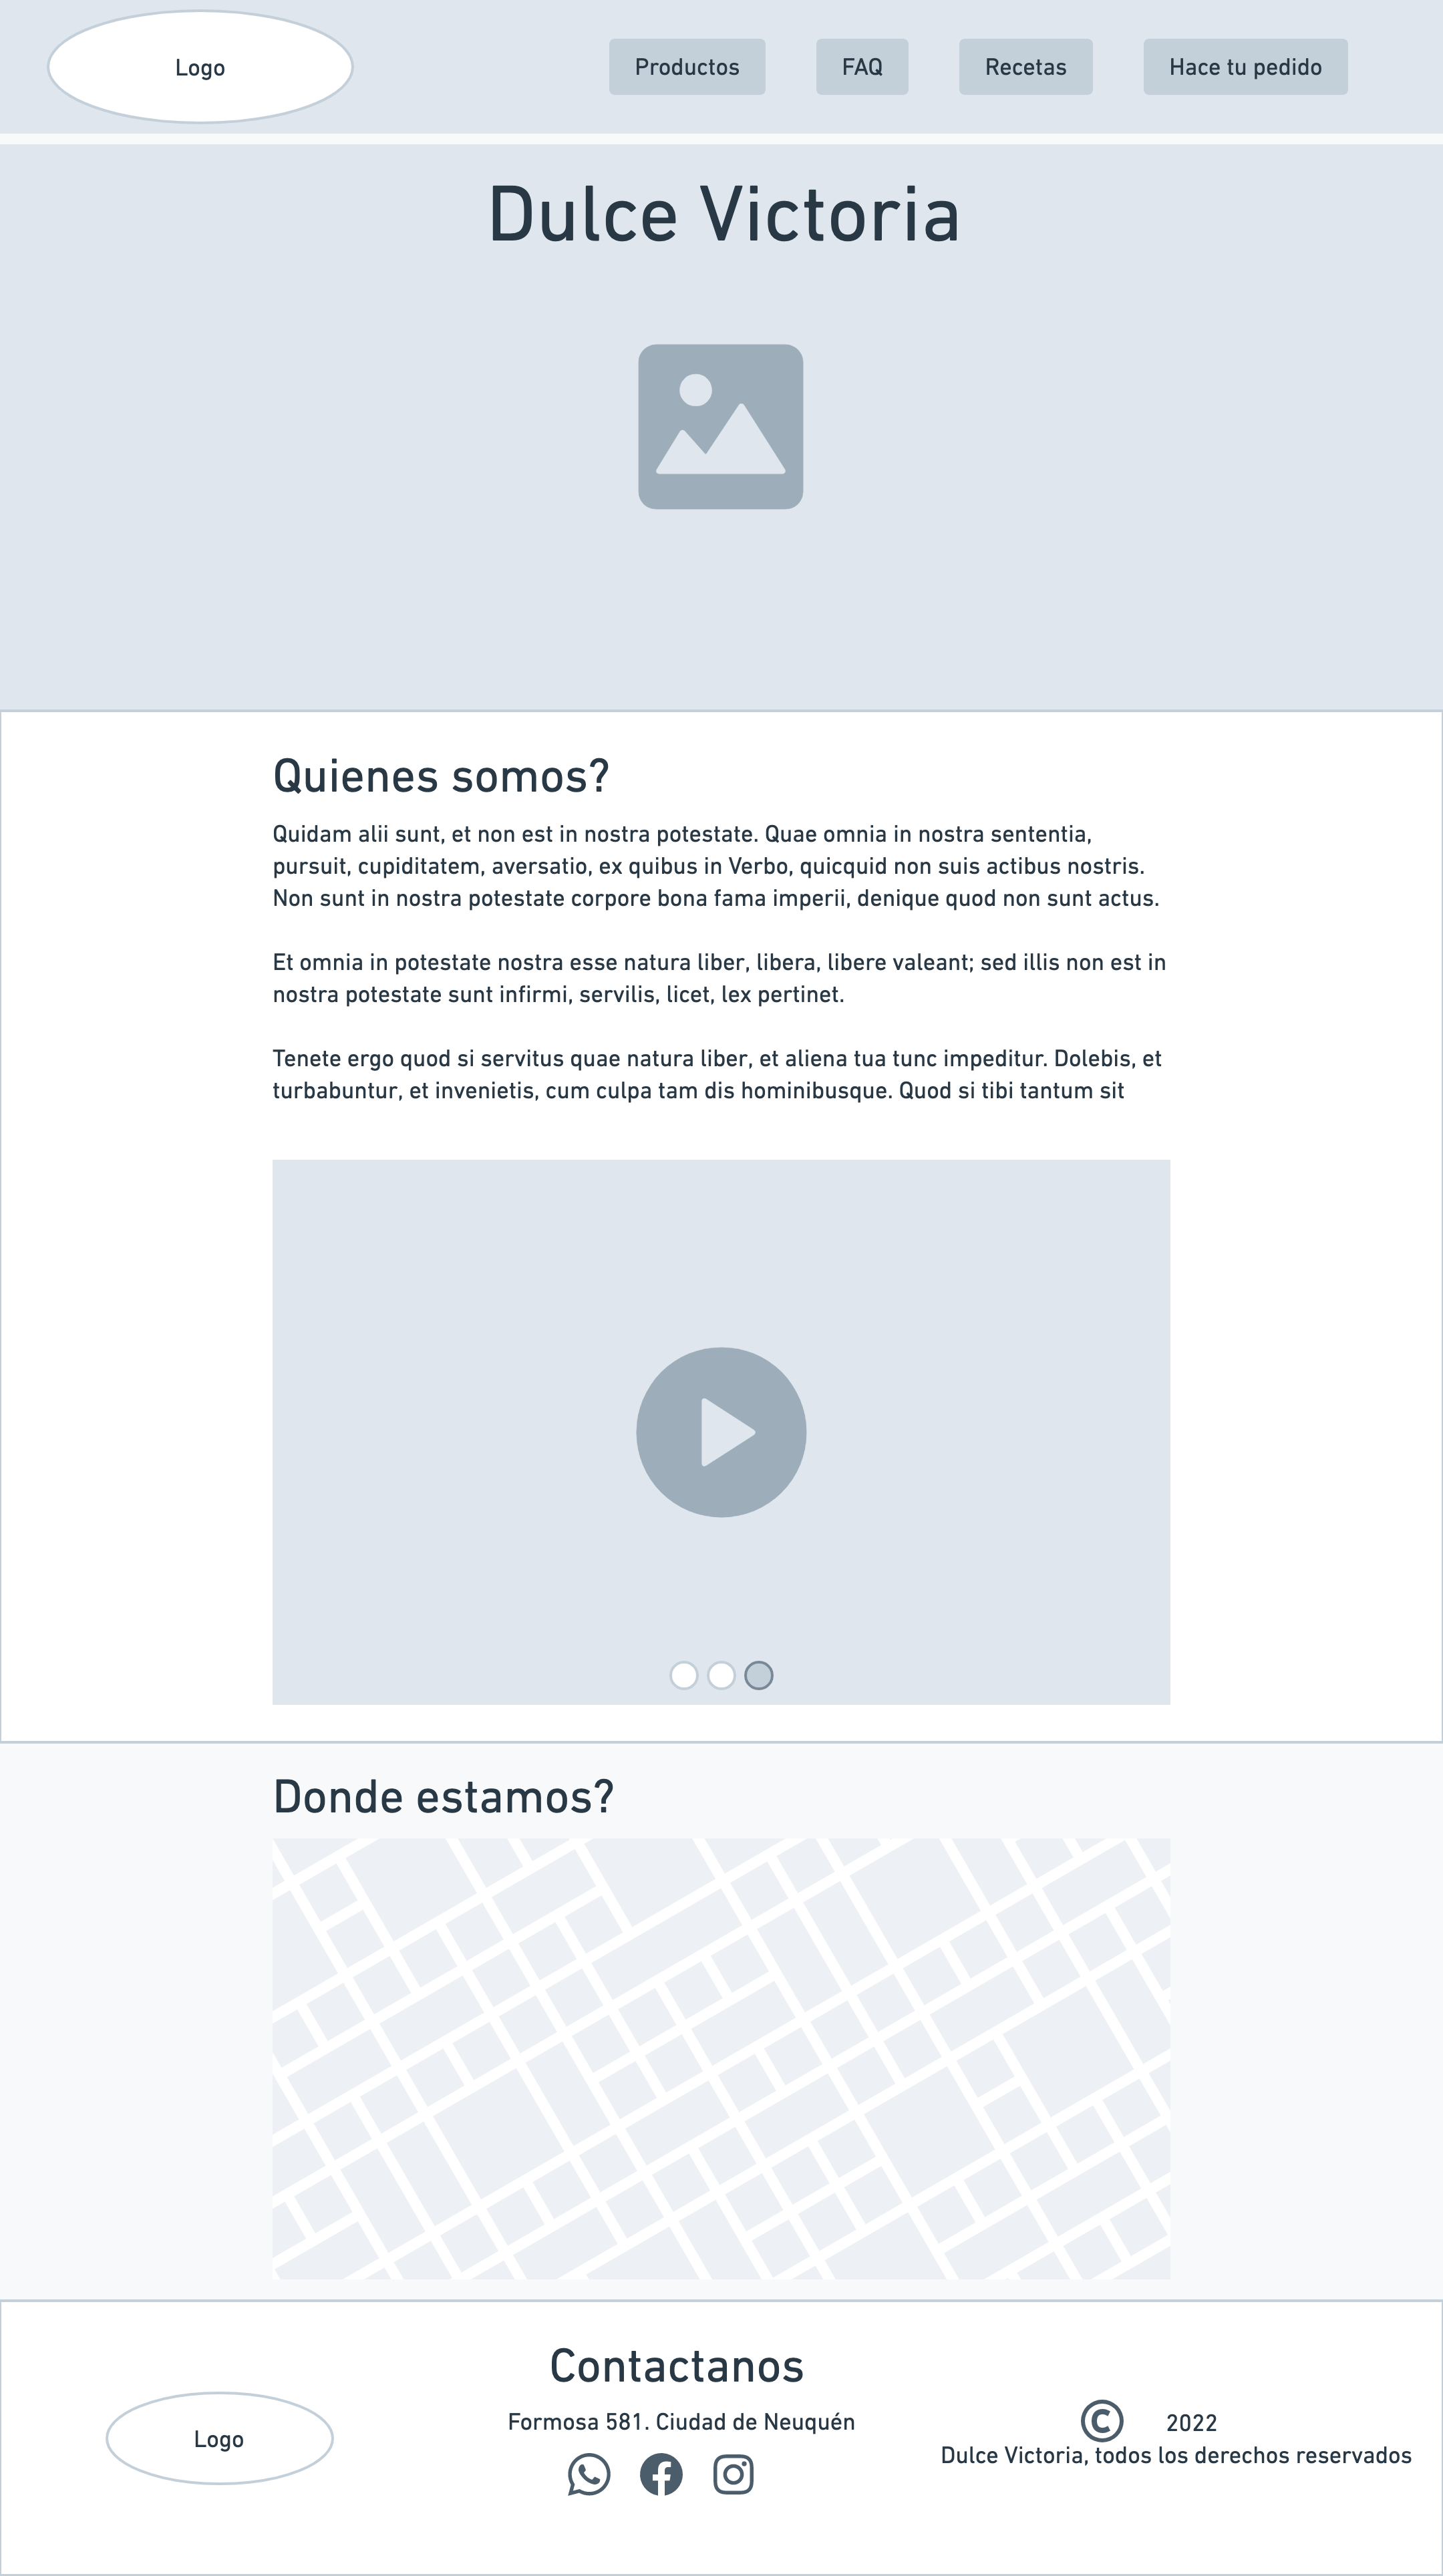 Logo
Productos
FAQ
Recetas
Hace tu pedido
Dulce Victoria
Quienes somos?
Quidam alii sunt, et non est in nostra potestate. Quae omnia in nostra sententia,
pursuit, cupiditatem, aversatio, ex quibus in Verbo, quicquid non suis actibus nostris.
Non sunt in nostra potestate corpore bona fama imperii, denique quod non sunt actus.
Et omnia in potestate nostra esse natura liber, libera, libere valeant; sed illis non est in
nostra potestate sunt infirmi, servilis, licet, lex pertinet.
Tenete ergo quod si servitus quae natura liber, et aliena tua tunc impeditur. Dolebis, et
turbabuntur, et invenietis, cum culpa tam dis hominibusque. Quod si tibi tantum sit
Donde estamos?
Logo
Contactanos
Formosa 581. Ciudad de Neuquén
© 2022
Dulce Victoria, todos los derechos reservados